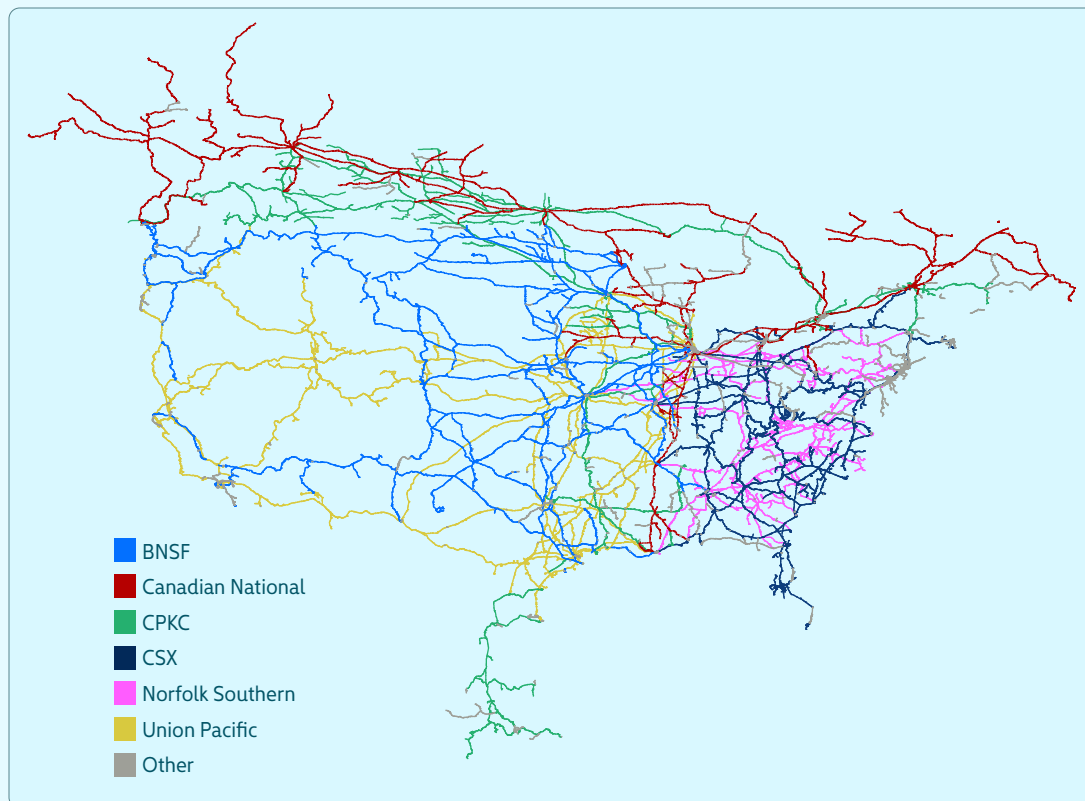 BNSF
Canadian National
CPKC
CSX
Norfolk Southern
Union Pacific
Other